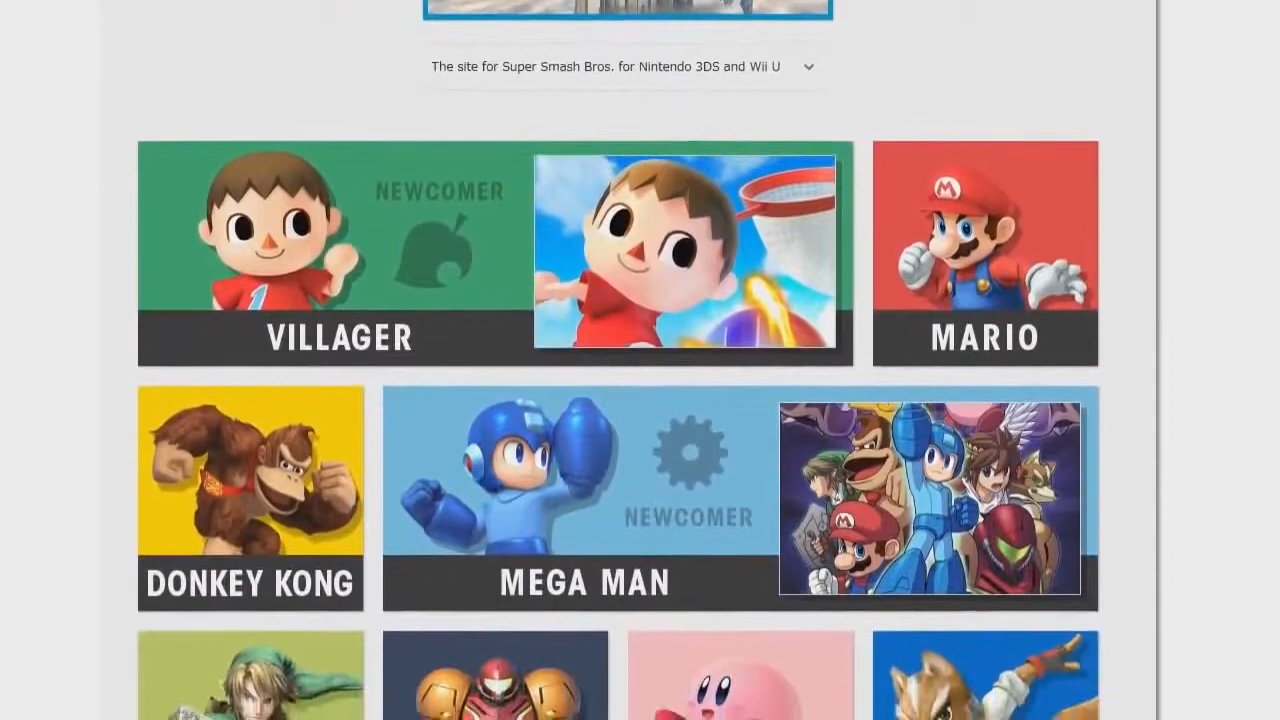 The site for Super Smash Bros. for Nintendo 3DS and Wii U
NEWCOMER
VILLAGER
MARIO
DONKEY KONG
NEWCOMER
MEGA MAN